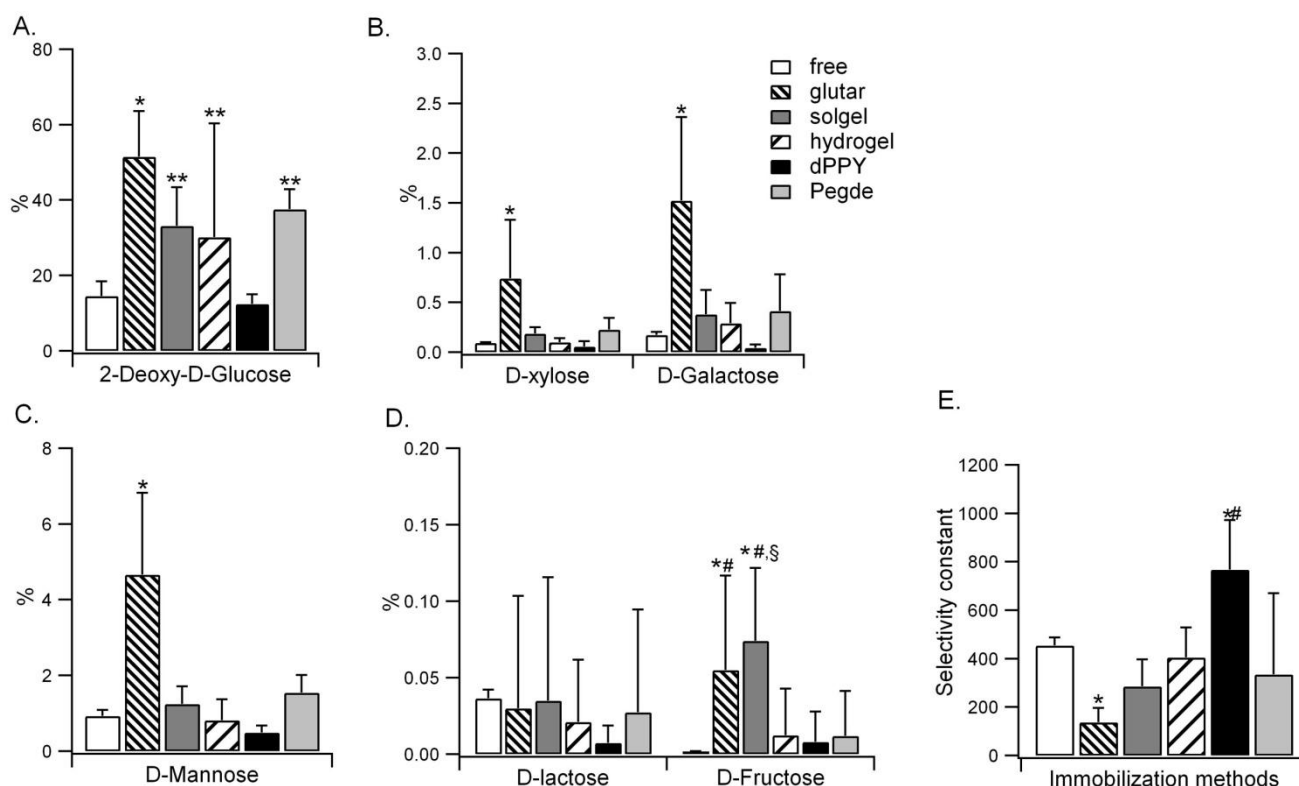 A.
80
60
40
20
0
%
*
**
**
**
2-Deoxy-D-Glucose
B.
3.0
2.5
2.0
1.5
1.0
0.5
0.0
%
*
*
D-xylose
D-Galactose
free
glutar
solgel
hydrogel
dPPY
Pegde
C.
8
6
4
2
0
%
*
D-Mannose
D.
0.20
0.15
0.10
0.05
0.00
%
*#
*#,§
D-lactose
D-Fructose
E.
1200
1000
800
600
400
200
0
Selectivity constant
*
*#
Immobilization methods